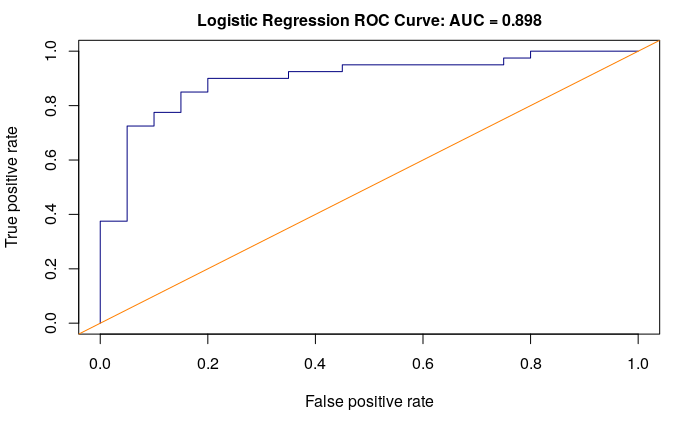 Logistic Regression ROC Curve: AUC = 0.898
True positive rate
1.0
0.8
0.6
0.4
0.2
0.0
0.0 0.2 0.4 0.6 0.8 1.0
False positive rate